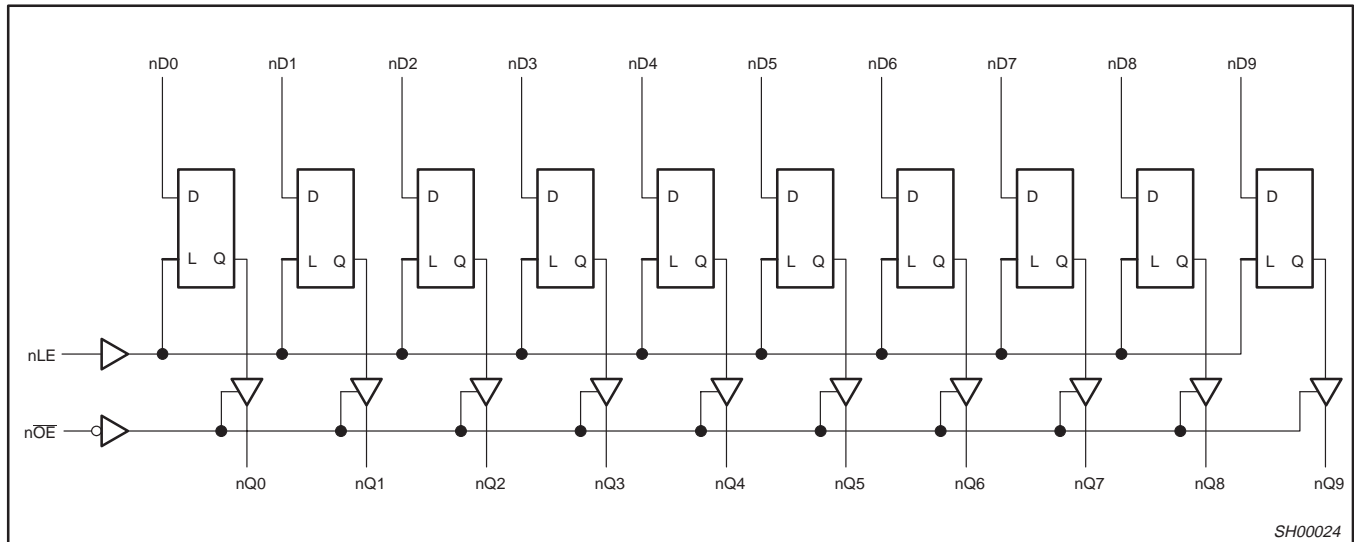 nD0 nD1 nD2 nD3 nD4 nD5 nD6 nD7 nD8 nD9
D D D D D D D D D D
L Q L Q L Q L Q L Q L Q L Q L Q L Q L Q
nLE
nO̅E̅
nQ0 nQ1 nQ2 nQ3 nQ4 nQ5 nQ6 nQ7 nQ8 nQ9
SH00024